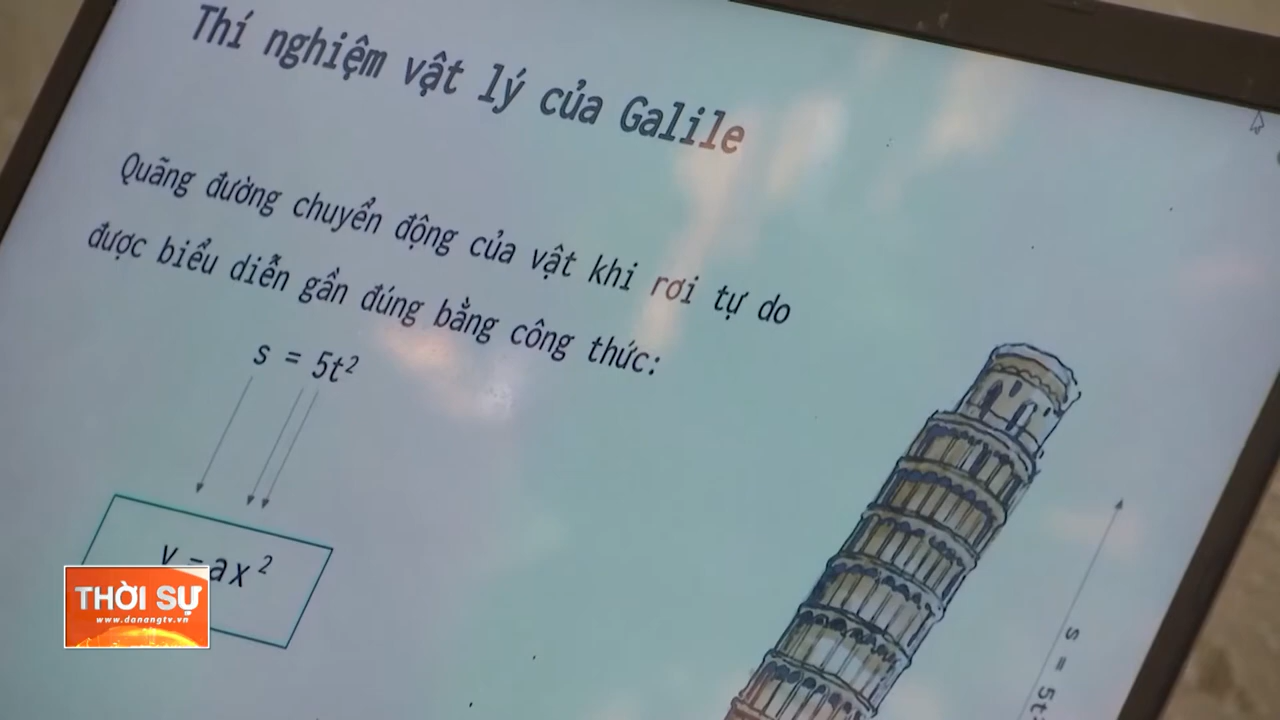 Thí nghiệm vật lý của Galile
Quãng đường chuyển động của vật khi rơi tự do
được biểu diễn gần đúng bằng công thức:
s = 5t²
y = ax²
s = 5t
THỜI SỰ
www.danangtv.vn